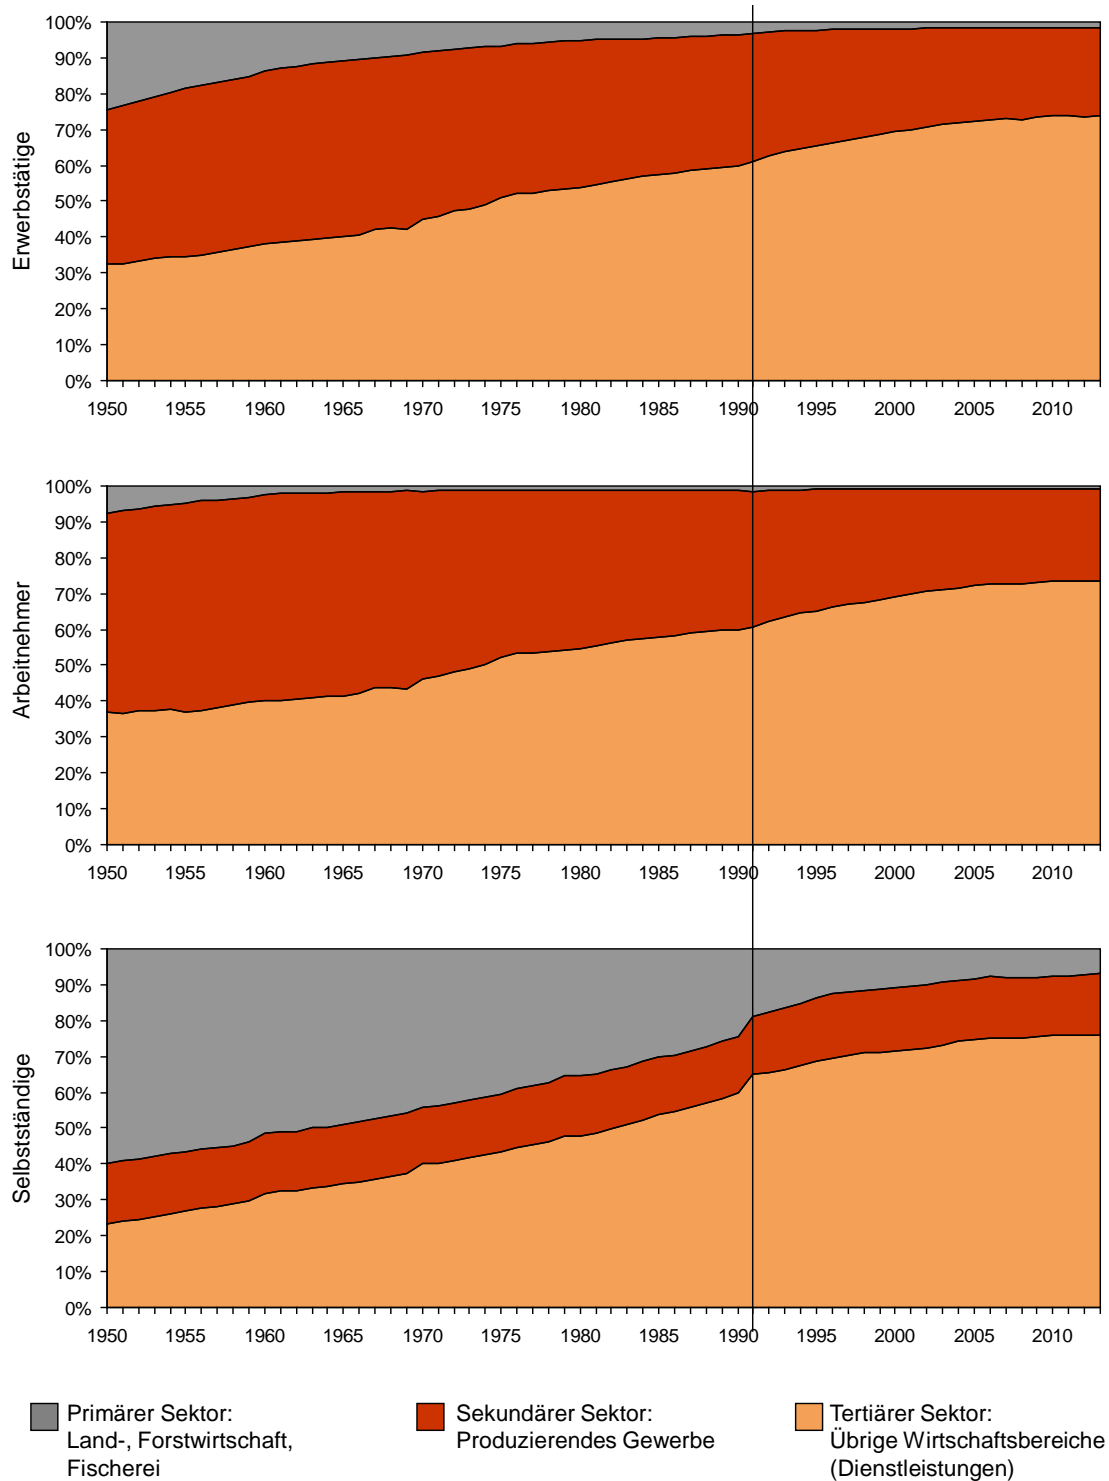 100%
90%
80%
70%
60%
50%
40%
30%
20%
10%
0%
Erwerbstätige
1950 1955 1960 1965 1970 1975 1980 1985 1990 1995 2000 2005 2010
100%
90%
80%
70%
60%
50%
40%
30%
20%
10%
0%
Arbeitnehmer
1950 1955 1960 1965 1970 1975 1980 1985 1990 1995 2000 2005 2010
100%
90%
80%
70%
60%
50%
40%
30%
20%
10%
0%
Selbstständige
1950 1955 1960 1965 1970 1975 1980 1985 1990 1995 2000 2005 2010
Primärer Sektor:
Land-, Forstwirtschaft,
Fischerei
Sekundärer Sektor:
Produzierendes Gewerbe
Tertiärer Sektor:
Übrige Wirtschaftsbereiche
(Dienstleistungen)